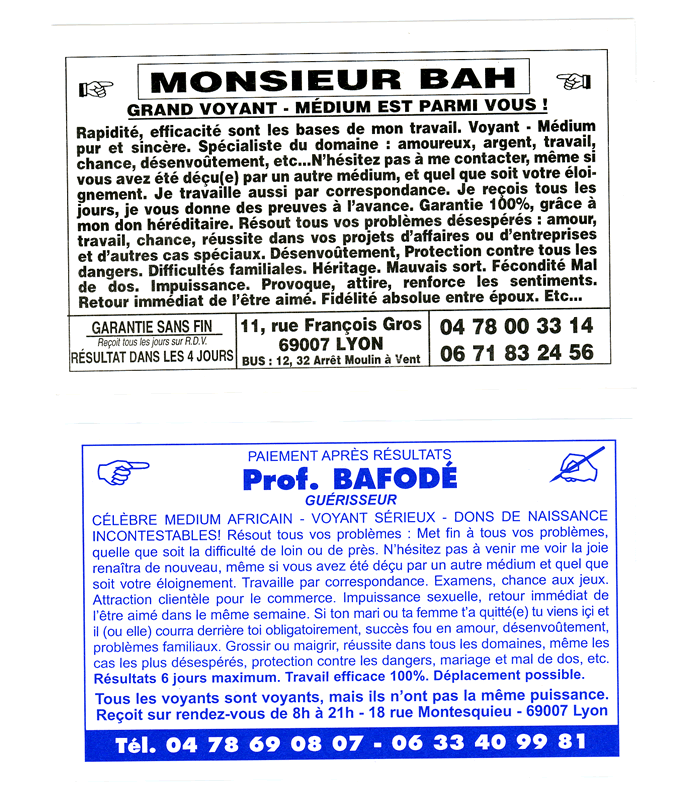 MONSIEUR BAH
GRAND VOYANT - MÉDIUM EST PARMI VOUS !
Rapidité, efficacité sont les bases de mon travail. Voyant - Médium
pur et sincère. Spécialiste du domaine : amoureux, argent, travail,
chance, désenvoûtement, etc...N'hésitez pas à me contacter, même si
vous avez été déçu(e) par un autre médium, et quel que soit votre éloi-
gnement. Je travaille aussi par correspondance. Je reçois tous les
jours, je vous donne des preuves à l'avance. Garantie 100%, grâce à
mon don héréditaire. Résout tous vos problèmes désespérés : amour,
travail, chance, réussite dans vos projets d'affaires ou d'entreprises
et d'autres cas spéciaux. Désenvoûtement, Protection contre tous les
dangers. Difficultés familiales. Héritage. Mauvais sort. Fécondité Mal
de dos. Impuissance. Provoque, attire, renforce les sentiments.
Retour immédiat de l'être aimé. Fidélité absolue entre époux. Etc...
GARANTIE SANS FIN
Reçoit tous les jours sur R.D.V.
RÉSULTAT DANS LES 4 JOURS
11, rue François Gros
69007 LYON
BUS : 12, 32 Arrêt Moulin à Vent
04 78 00 33 14
06 71 83 24 56
PAIEMENT APRÈS RÉSULTATS
Prof. BAFODÉ
GUÉRISSEUR
CÉLÈBRE MEDIUM AFRICAIN - VOYANT SÉRIEUX - DONS DE NAISSANCE
INCONTESTABLES! Résout tous vos problèmes : Met fin à tous vos problèmes,
quelle que soit la difficulté de loin ou de près. N'hésitez pas à venir me voir la joie
renaîtra de nouveau, même si vous avez été déçu par un autre médium et quel que
soit votre éloignement. Travaille par correspondance. Examens, chance aux jeux.
Attraction clientèle pour le commerce. Impuissance sexuelle, retour immédiat de
l'être aimé dans le même semaine. Si ton mari ou ta femme t'a quitté(e) tu viens içi et
il (ou elle) courra derrière toi obligatoirement, succès fou en amour, désenvoûtement,
problèmes familiaux. Grossir ou maigrir, réussite dans tous les domaines, même les
cas les plus désespérés, protection contre les dangers, mariage et mal de dos, etc.
Résultats 6 jours maximum. Travail efficace 100%. Déplacement possible.
Tous les voyants sont voyants, mais ils n'ont pas la même puissance.
Reçoit sur rendez-vous de 8h à 21h - 18 rue Montesquieu - 69007 Lyon
Tél. 04 78 69 08 07 - 06 33 40 99 81